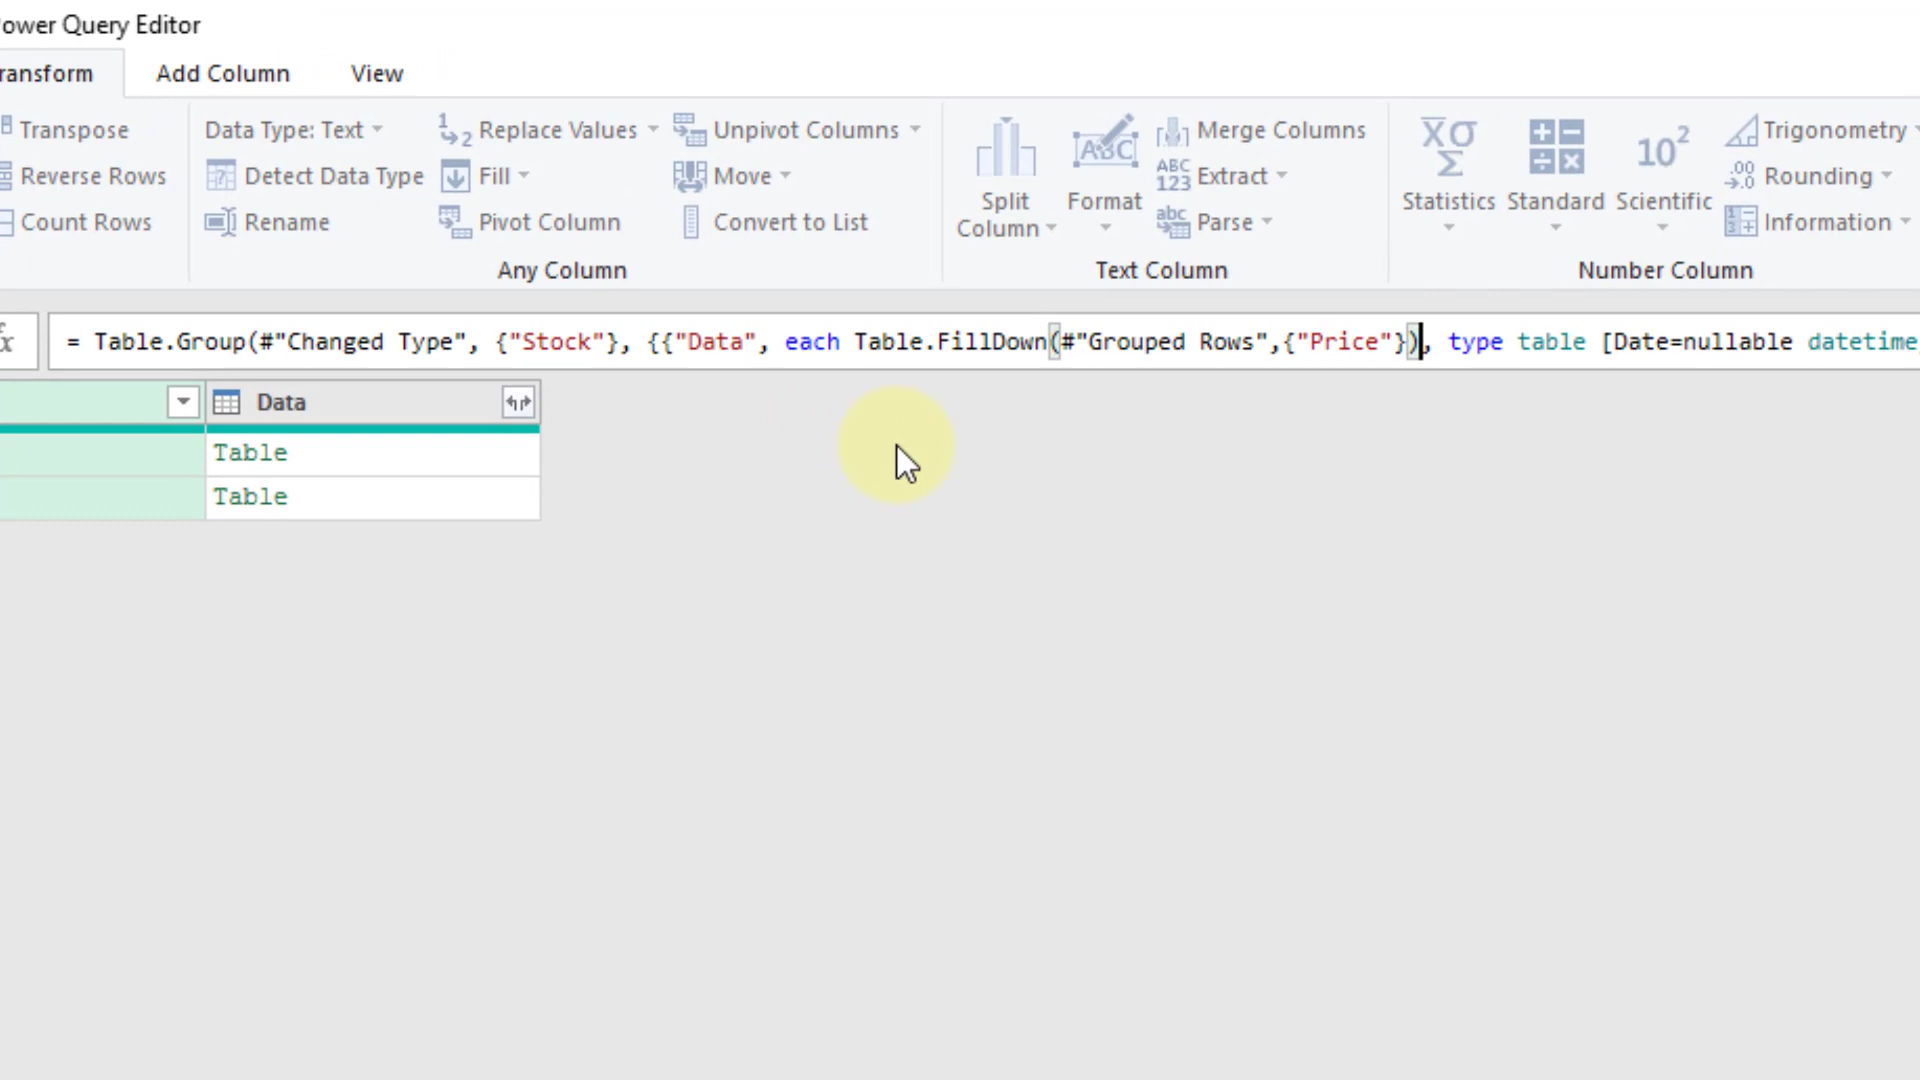 ower Query Editor
ransform Add Column View
Transpose Data Type: Text Replace Values Unpivot Columns Merge Columns Trigonometry
Reverse Rows Detect Data Type Fill Move Split Column Format Extract Statistics Standard Scientific Rounding
Count Rows Rename Pivot Column Convert to List Parse Information
Any Column Text Column Number Column
= Table.Group(#"Changed Type", {"Stock"}, {{"Data", each Table.FillDown(#"Grouped Rows",{"Price"}), type table [Date=nullable datetime
Data
Table
Table